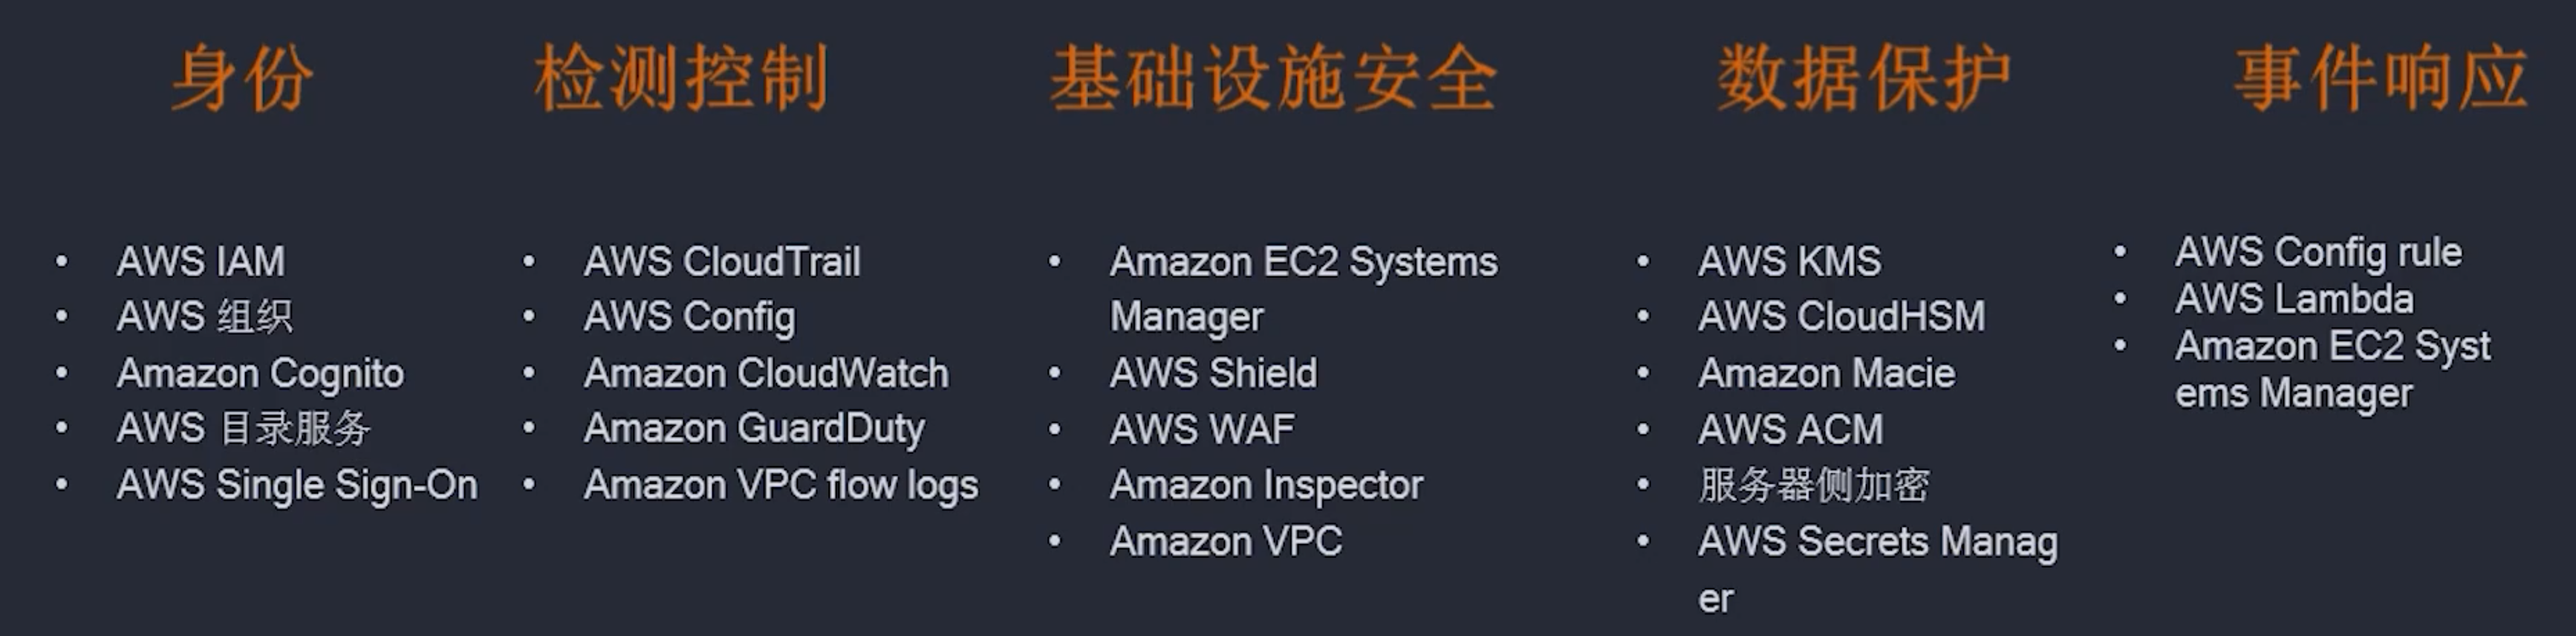 身份
检测控制
基础设施安全
数据保护
事件响应
• AWS IAM
• AWS 组织
• Amazon Cognito
• AWS 目录服务
• AWS Single Sign-On
• AWS CloudTrail
• AWS Config
• Amazon CloudWatch
• Amazon GuardDuty
• Amazon VPC flow logs
• Amazon EC2 Systems
Manager
• AWS Shield
• AWS WAF
• Amazon Inspector
• Amazon VPC
• AWS KMS
• AWS CloudHSM
• Amazon Macie
• AWS ACM
• 服务器侧加密
• AWS Secrets Manag
er
• AWS Config rule
• AWS Lambda
• Amazon EC2 Syst
ems Manager